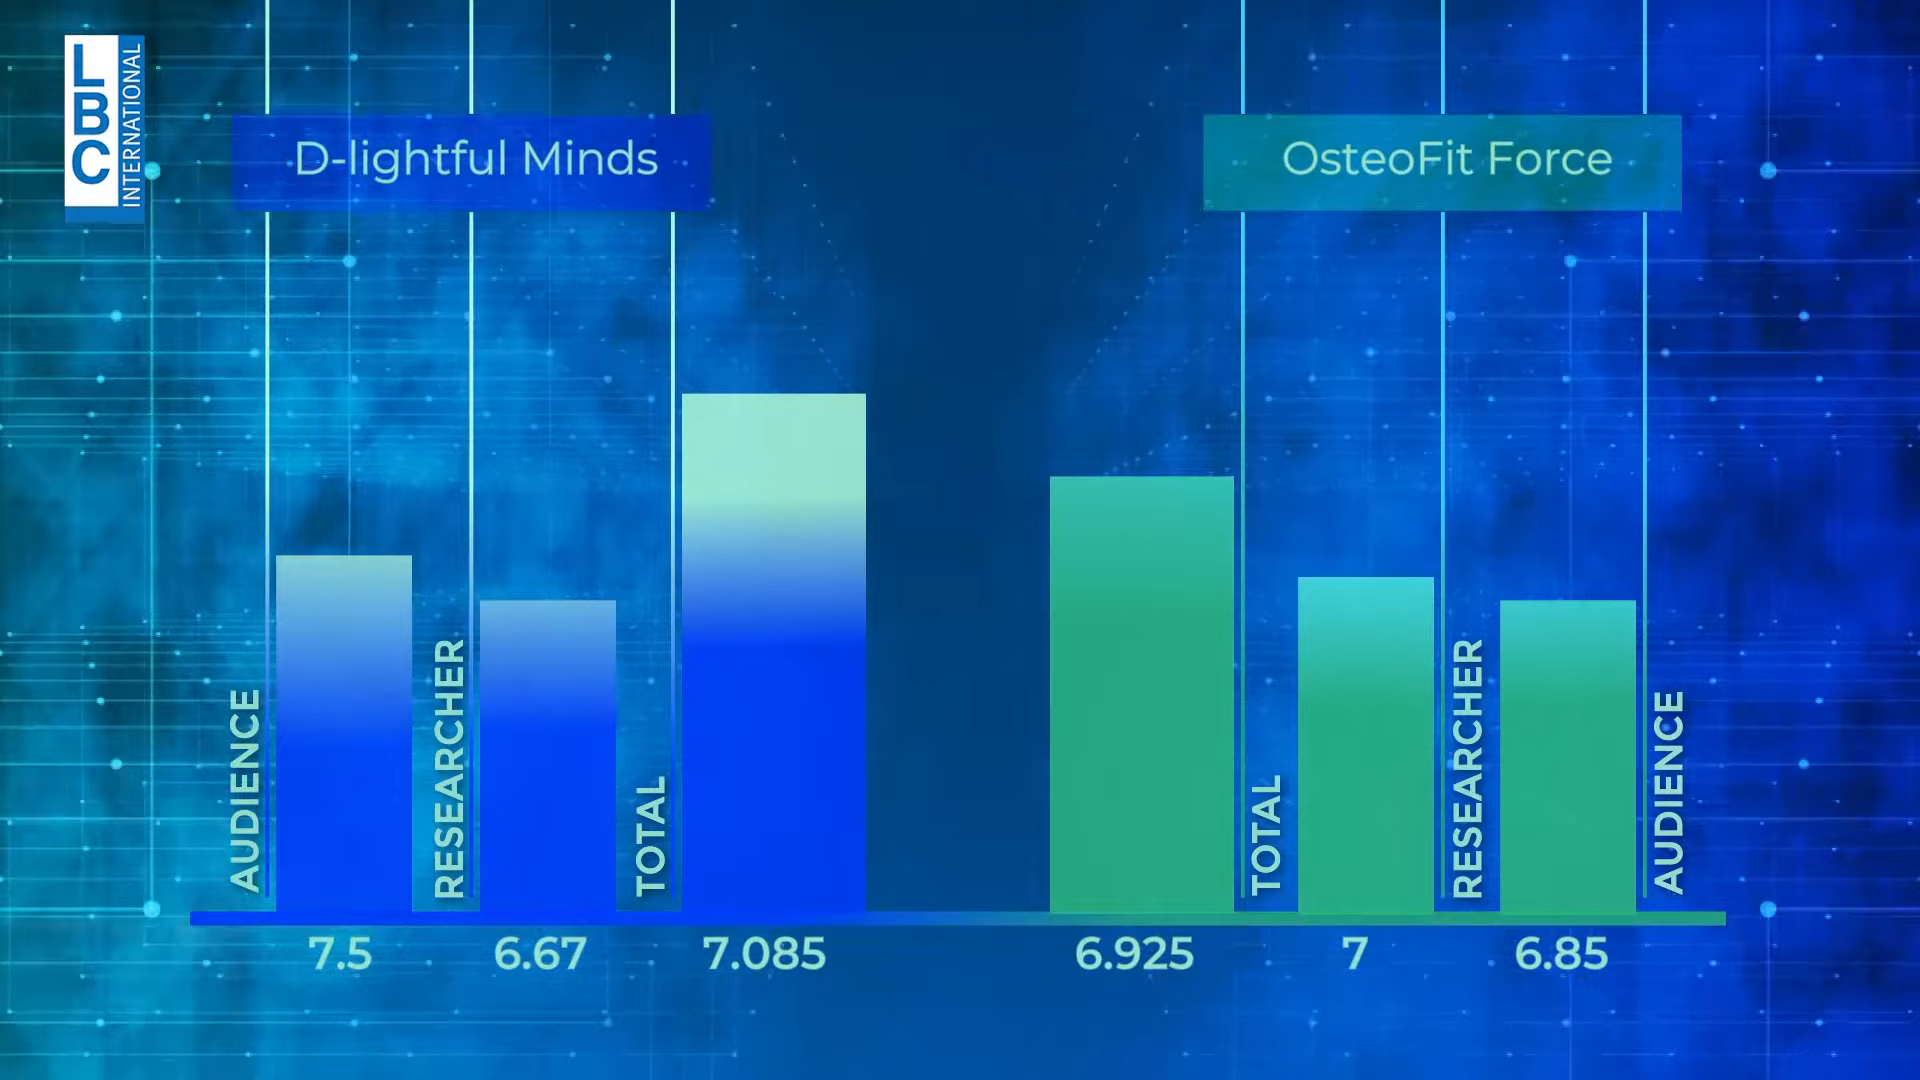 LBC
INTERNATIONAL
D-lightful Minds
OsteoFit Force
AUDIENCE
RESEARCHER
TOTAL
TOTAL
RESEARCHER
AUDIENCE
7.5
6.67
7.085
6.925
7
6.85